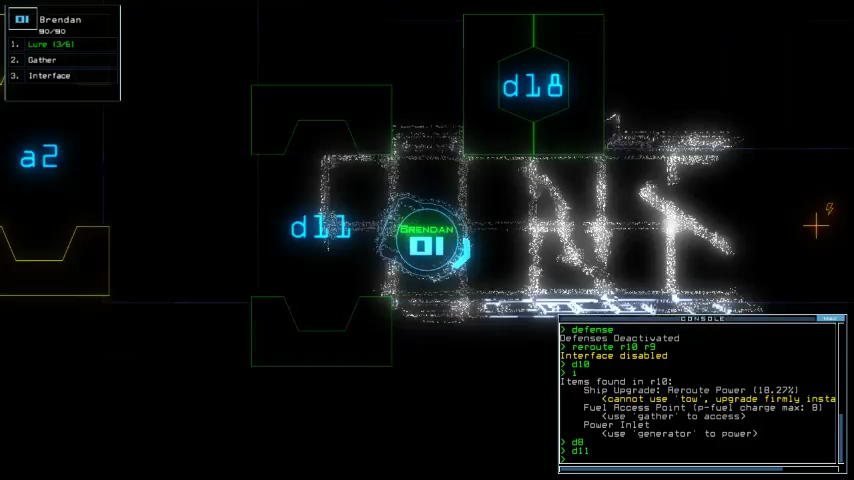 01 Brendan
90/90
1. Lure (3/6)
2. Gather
3. Interface
a2
d18
d11
BRENDAN
01
CONSOLE
> defense
Defenses Deactivated
> reroute r10 r9
Interface disabled
> d10
> i
Items found in r10:
Ship Upgrade: Reroute Power (18.27%)
<cannot use 'tow', upgrade firmly insta
Fuel Access Point (p-fuel charge max: 8)
<use 'gather' to access>
Power Inlet
<use 'generator' to power>
> d8
> d11
>